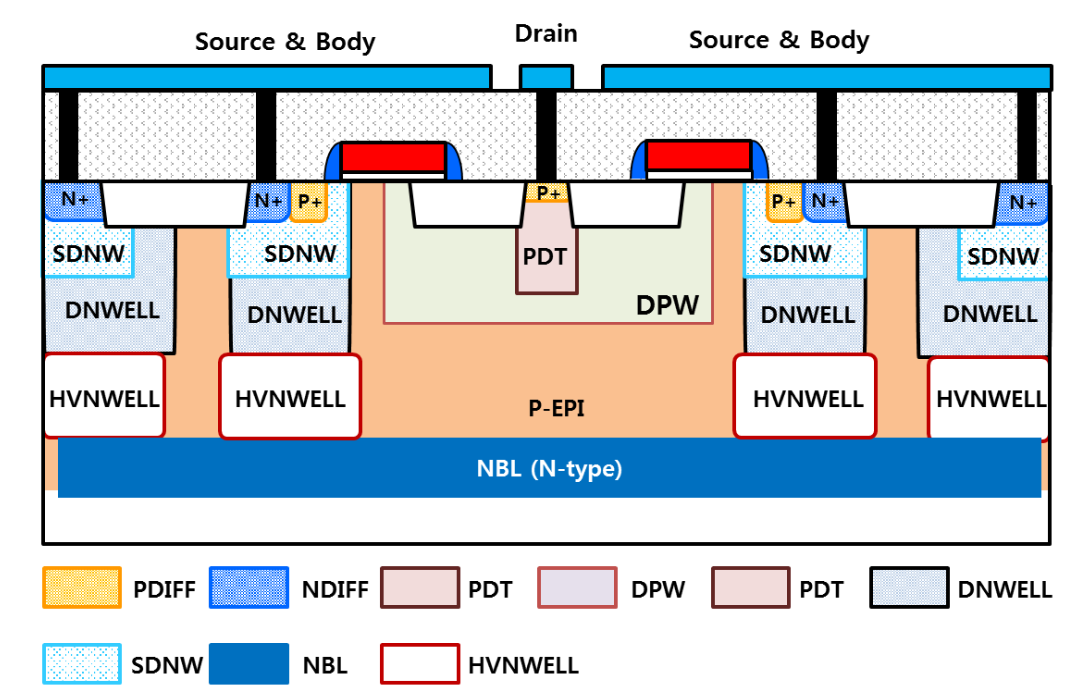 Source & Body
Drain
Source & Body
N+
N+
P+
P+
P+
N+
N+
SDNW
SDNW
PDT
SDNW
SDNW
DNWELL
DNWELL
DPW
DNWELL
DNWELL
HVNWELL
HVNWELL
P-EPI
HVNWELL
HVNWELL
NBL (N-type)
PDIFF
NDIFF
PDT
DPW
PDT
DNWELL
SDNW
NBL
HVNWELL